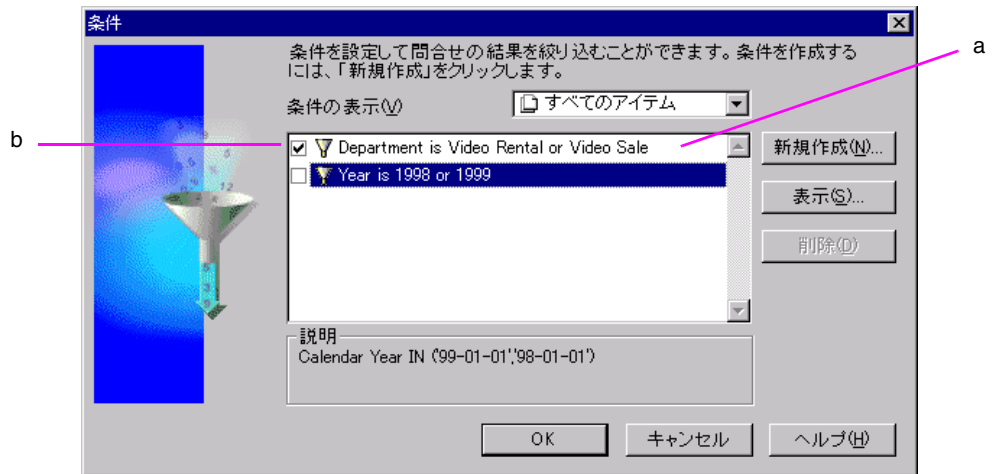 条件
条件を設定して問合せの結果を絞り込むことができます。条件を作成する
には、「新規作成」をクリックします。
a
条件の表示(V)
すべてのアイテム
b
Department is Video Rental or Video Sale
新規作成(N)...
Year is 1998 or 1999
表示(S)...
削除(D)
説明
Calendar Year IN ('99-01-01','98-01-01')
OK
キャンセル
ヘルプ(H)